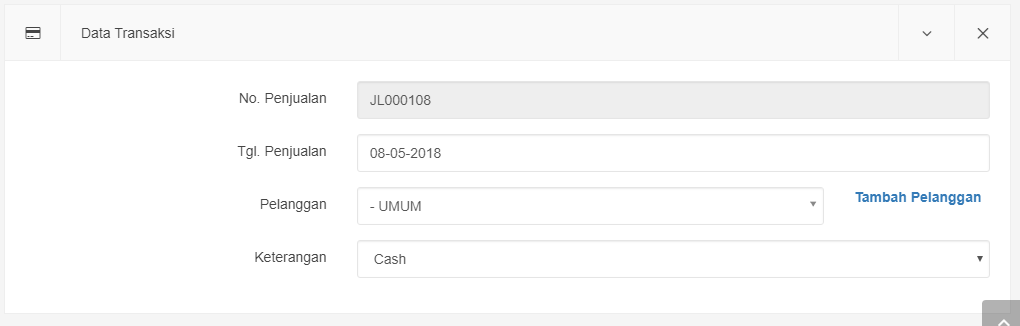 Data Transaksi
No. Penjualan JL000108
Tgl. Penjualan 08-05-2018
Pelanggan - UMUM Tambah Pelanggan
Keterangan Cash